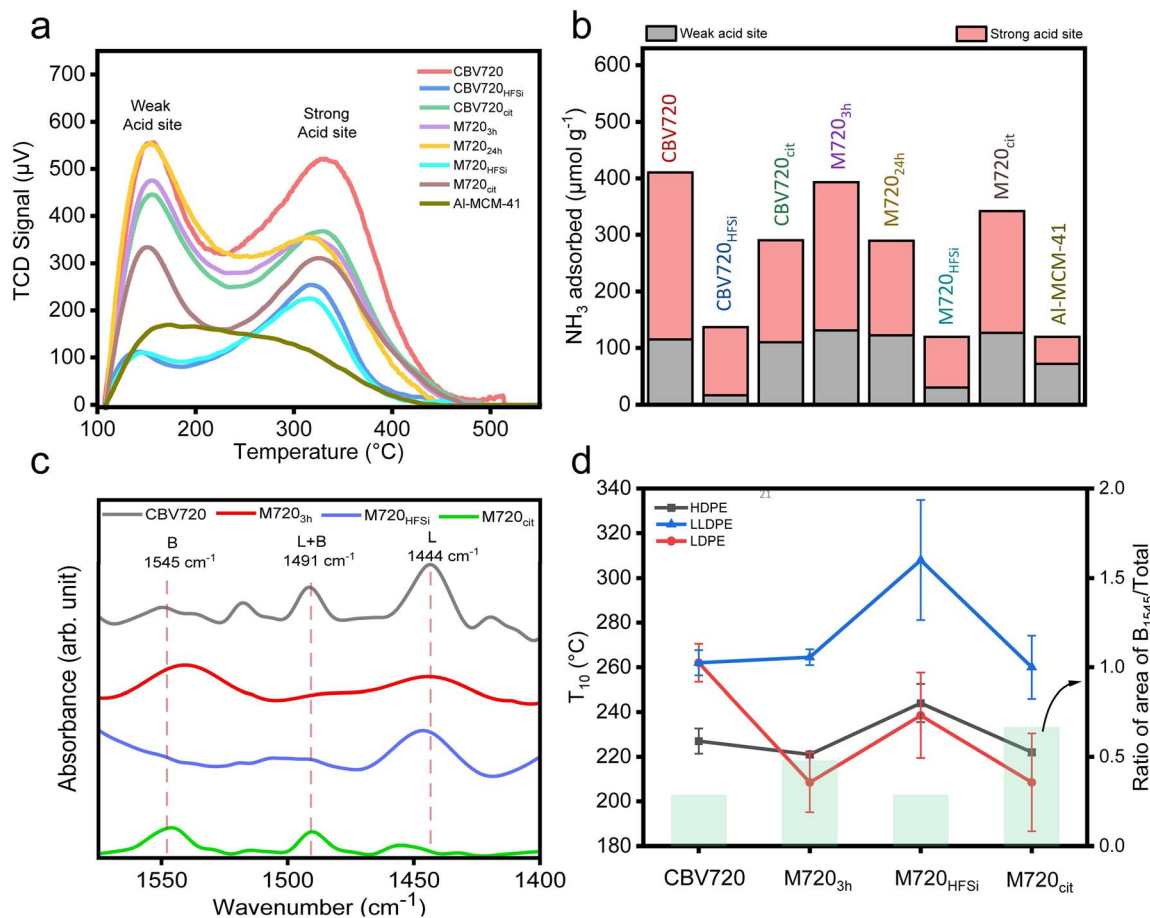 a
700
600
500
400
300
200
100
0
TCD Signal (µV)
100
200
300
400
500
Temperature (°C)
Weak
Acid site
Strong
Acid site
CBV720
CBV720HFSi
CBV720cit
M7203h
M72024h
M720HFSi
M720cit
Al-MCM-41
b
Weak acid site
Strong acid site
600
500
400
300
200
100
0
NH3 adsorbed (µmol g-1)
CBV720
CBV720HFSi
CBV720cit
M7203h
M72024h
M720HFSi
M720cit
Al-MCM-41
c
CBV720
M7203h
M720HFSi
M720cit
B
1545 cm-1
L+B
1491 cm-1
L
1444 cm-1
Absorbance (arb. unit)
1550
1500
1450
1400
Wavenumber (cm-1)
d
21
HDPE
LLDPE
LDPE
340
320
300
280
260
240
220
200
180
T10 (°C)
2.0
1.5
1.0
0.5
0.0
Ratio of area of B1545/Total
CBV720
M7203h
M720HFSi
M720cit